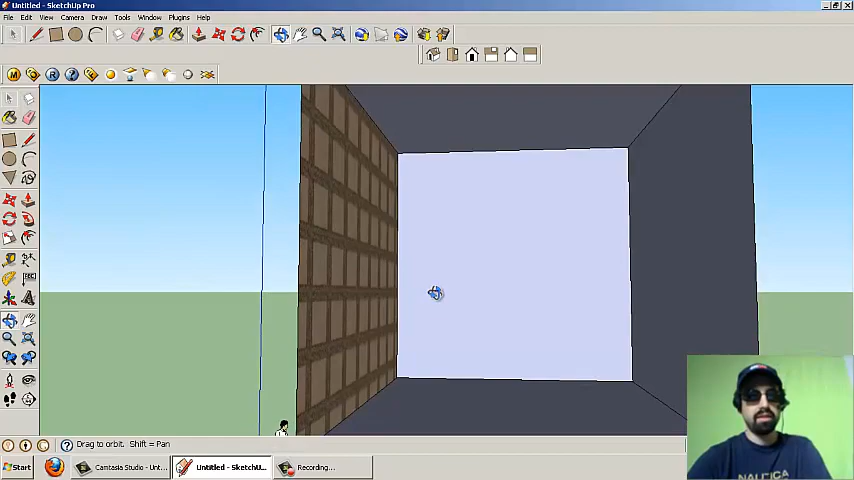 Untitled - SketchUp Pro
File Edit View Camera Draw Tools Window Plugins Help
Drag to orbit. Shift = Pan
Start
Camtasia Studio - Unt...
Untitled - SketchU...
Recording...
NAUTICA